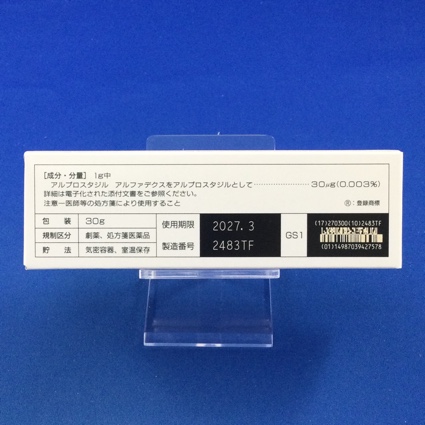 ［成分・分量］ 1g中
アルプロスタジル アルファデクスをアルプロスタジルとして……………30μg(0.003%)
詳細は電子化された添付文書をご参照ください。
注意－医師等の処方箋により使用すること
Ⓡ：登録商標
包 装 30g
規制区分 劇薬、処方箋医薬品
貯 法 気密容器、室温保存
使用期限 2027. 3
製造番号 2483TF
GS1
(17)270300(10)2483TF
(01)14987039427578